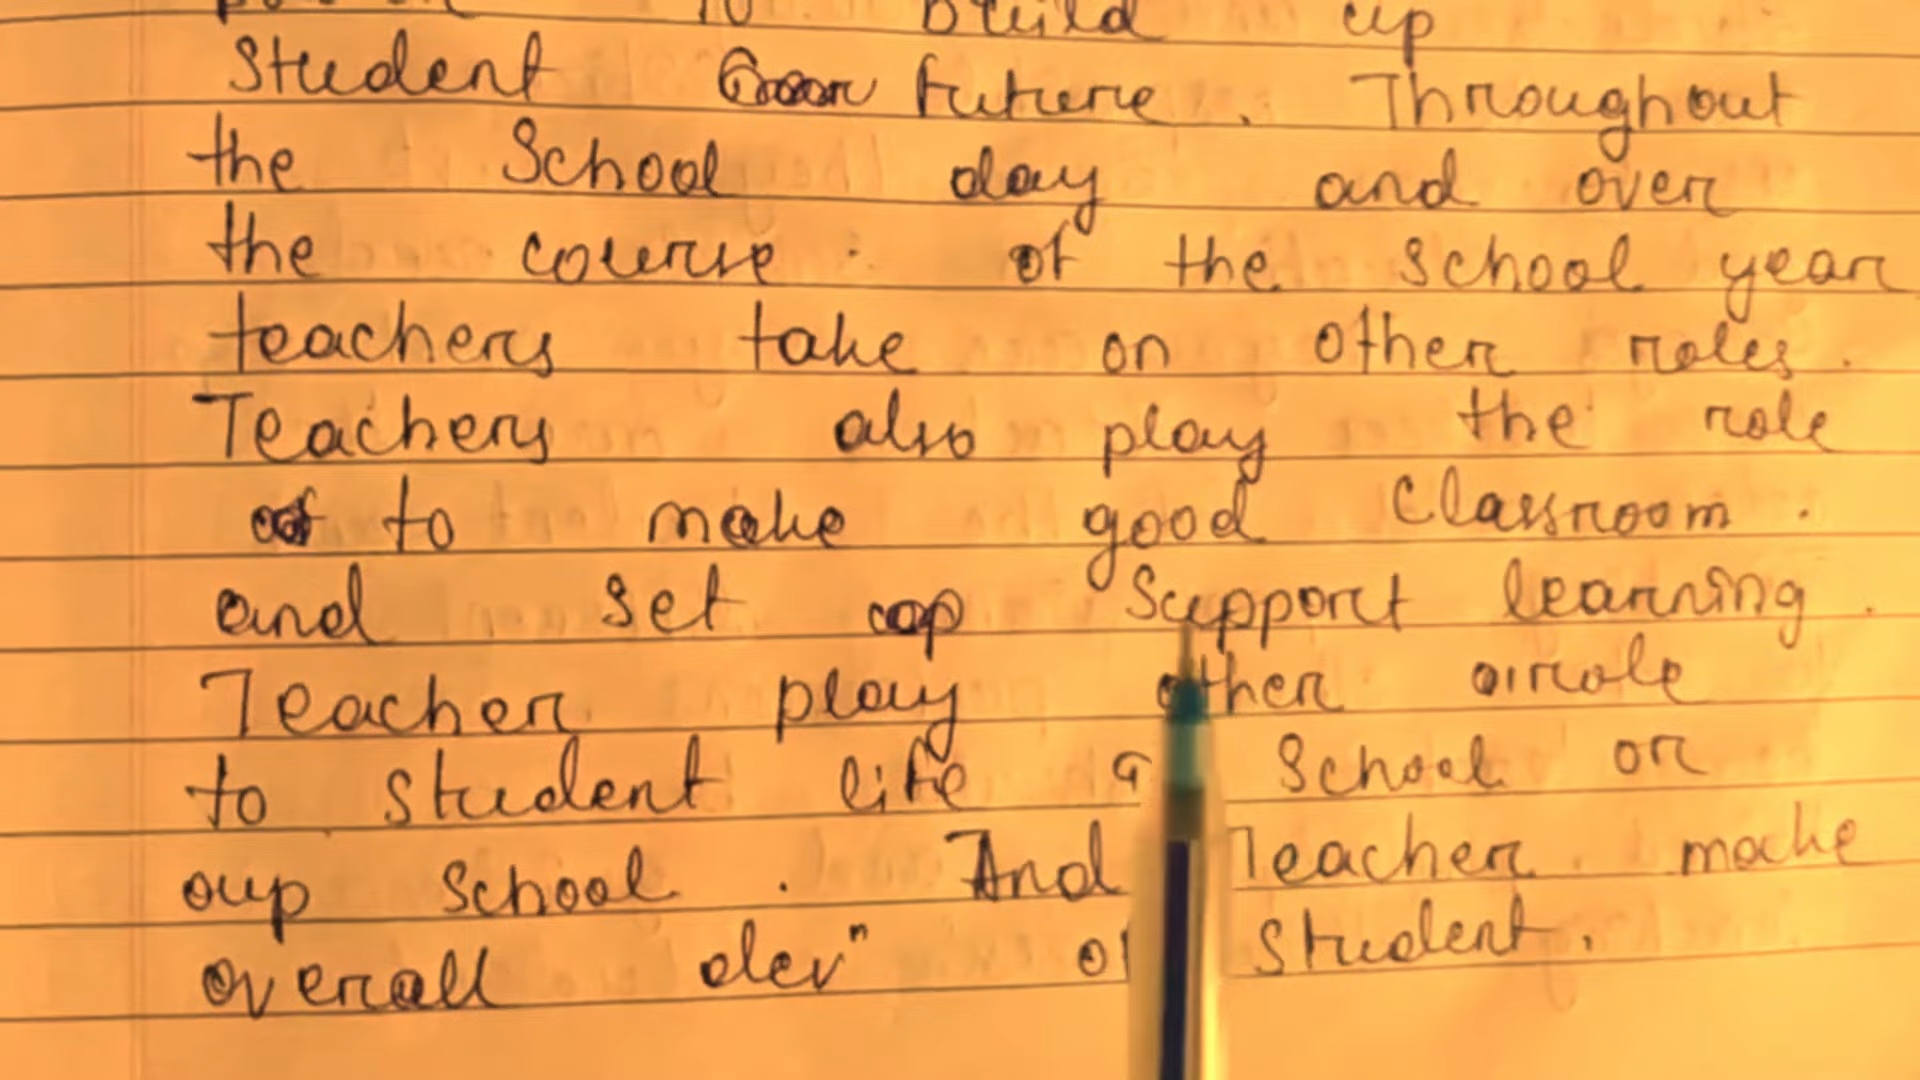 to build up
Student future. Throughout
the School day and over
the course of the school year
teachers take on other roles.
Teachers also play the role
to make good classroom.
and set up Support learning.
Teacher play other role
to student life School or
oup school. And Teacher make
overall devⁿ of Student.